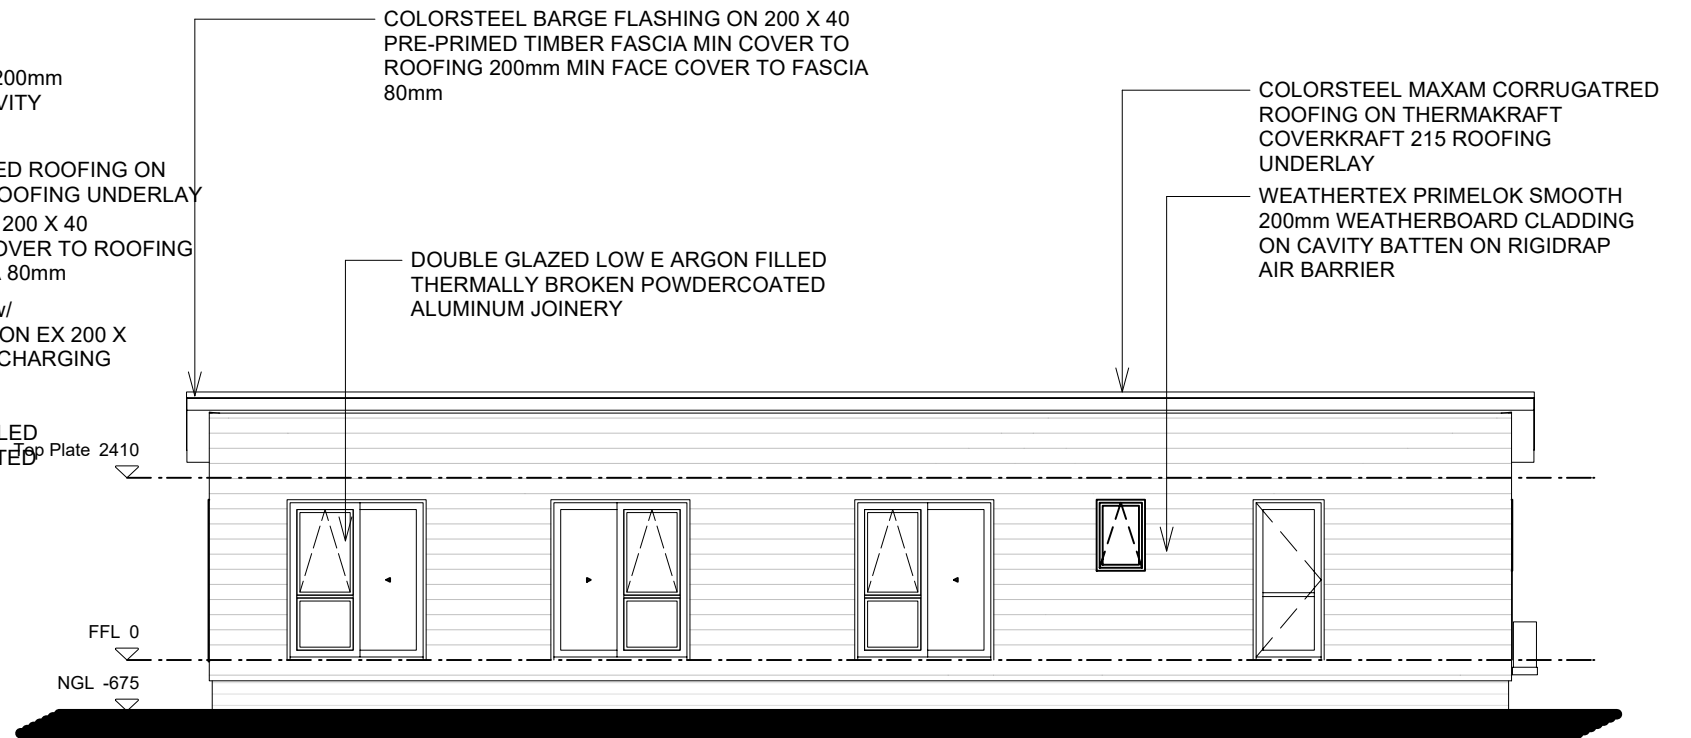 COLORSTEEL BARGE FLASHING ON 200 X 40
PRE-PRIMED TIMBER FASCIA MIN COVER TO
ROOFING 200mm MIN FACE COVER TO FASCIA
80mm
200mm
VITY
ED ROOFING ON
OOFING UNDERLAY
200 X 40
OVER TO ROOFING
80mm
w/
ON EX 200 X
CHARGING
LED
TED
COLORSTEEL MAXAM CORRUGATRED
ROOFING ON THERMAKRAFT
COVERKRAFT 215 ROOFING
UNDERLAY
WEATHERTEX PRIMELOK SMOOTH
200mm WEATHERBOARD CLADDING
ON CAVITY BATTEN ON RIGIDRAP
AIR BARRIER
DOUBLE GLAZED LOW E ARGON FILLED
THERMALLY BROKEN POWDERCOATED
ALUMINUM JOINERY
Top Plate 2410
FFL 0
NGL -675